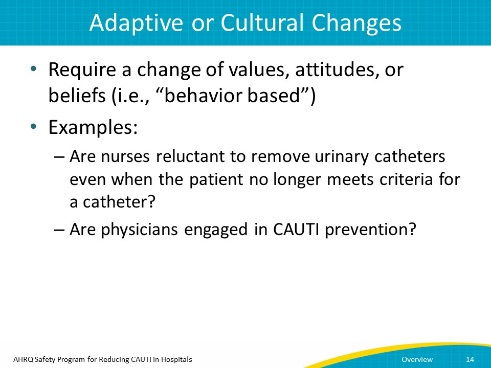 Adaptive or Cultural Changes
• Require a change of values, attitudes, or
beliefs (i.e., “behavior based”)
• Examples:
– Are nurses reluctant to remove urinary catheters
even when the patient no longer meets criteria for
a catheter?
– Are physicians engaged in CAUTI prevention?
AHRQ Safety Program for Reducing CAUTI in Hospitals
Overview
14